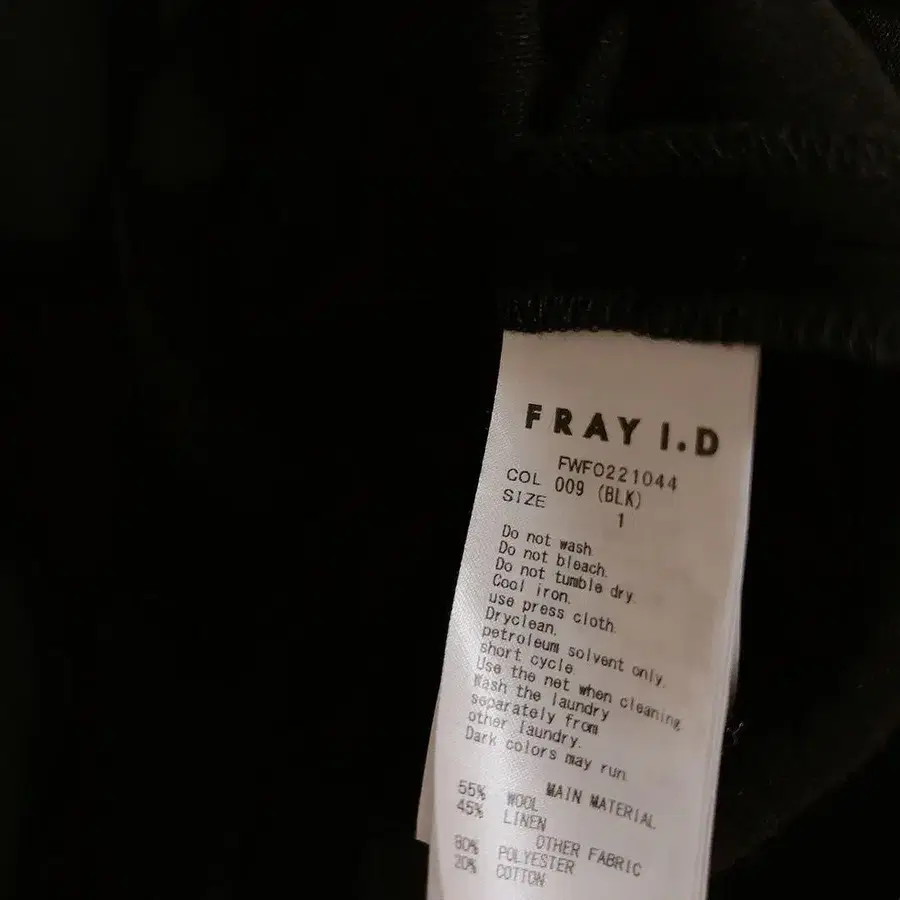 FRAY I.D
FWFO221044
COL 009 (BLK)
SIZE 1
Do not wash.
Do not bleach.
Do not tumble dry.
Cool iron.
use press cloth.
Dryclean.
petroleum solvent only.
short cycle.
Use the net when cleaning
Wash the laundry
separately from
other laundry.
Dark colors may run.
MAIN MATERIAL
55% WOOL
45% LINEN
OTHER FABRIC
80% POLYESTER
20% COTTON